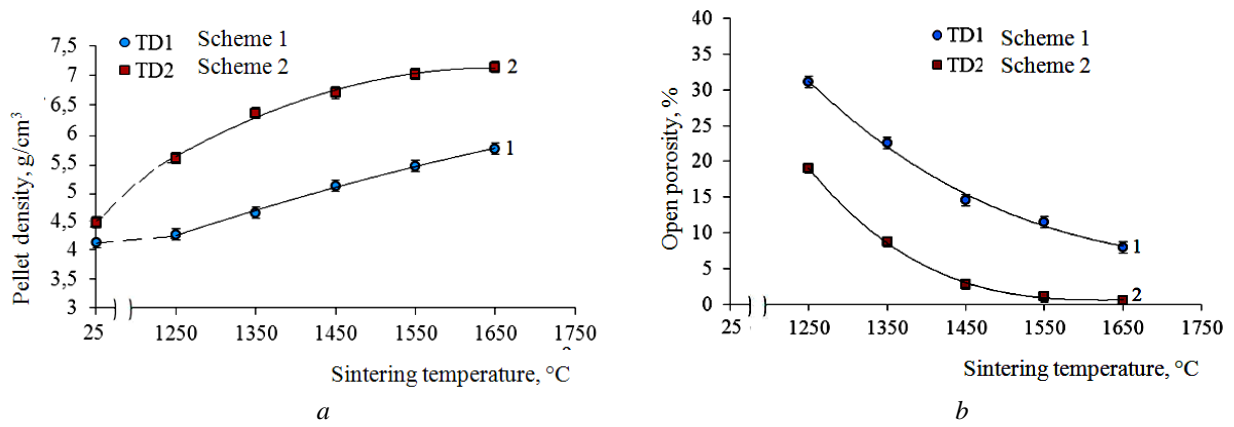 7,5
7
6,5
6
5,5
5
4,5
4
3,5
3
Pellet density, g/cm³
TD1 Scheme 1
TD2 Scheme 2
2
1
25 1250 1350 1450 1550 1650 1750
Sintering temperature, °C
a
40
35
30
25
20
15
10
5
0
Open porosity, %
TD1 Scheme 1
TD2 Scheme 2
1
2
25 1250 1350 1450 1550 1650 1750
Sintering temperature, °C
b